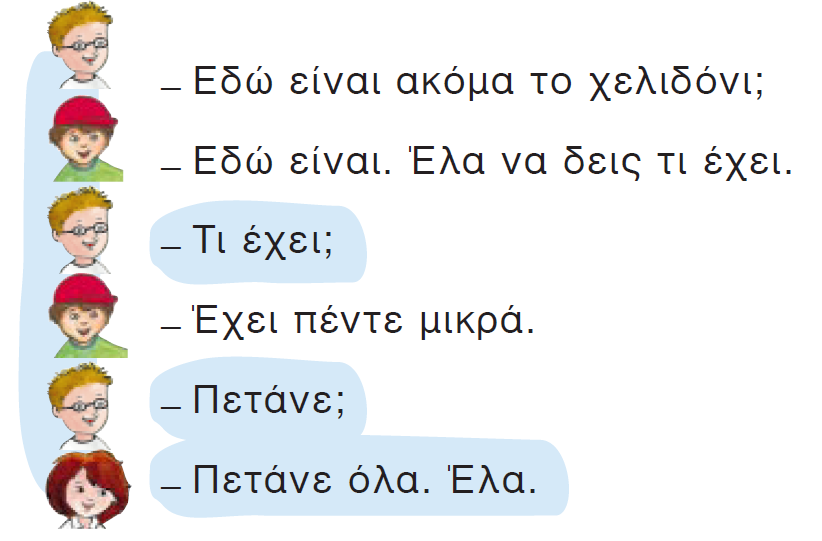 – Εδώ είναι ακόμα το χελιδόνι;
– Εδώ είναι. Έλα να δεις τι έχει.
– Τι έχει;
– Έχει πέντε μικρά.
– Πετάνε;
– Πετάνε όλα. Έλα.